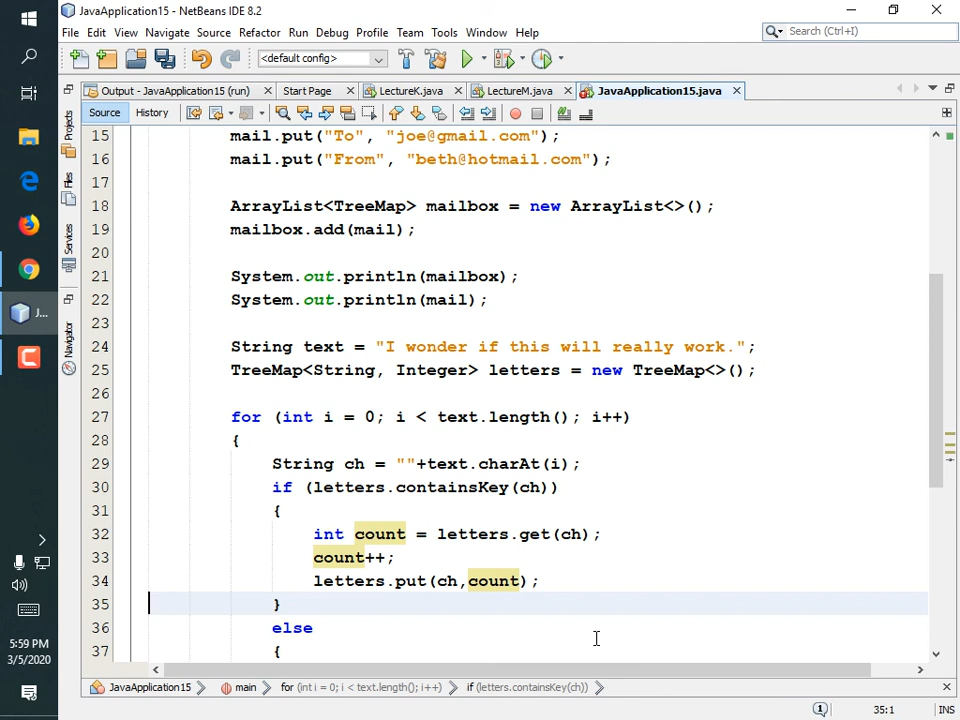 JavaApplication15 - NetBeans IDE 8.2
File Edit View Navigate Source Refactor Run Debug Profile Team Tools Window Help
Search (Ctrl+I)
<default config>
Output - JavaApplication15 (run) Start Page LectureK.java LectureM.java JavaApplication15.java
Source History
Projects
Files
Services
Navigator
15 mail.put("To", "joe@gmail.com");
16 mail.put("From", "beth@hotmail.com");
17
18 ArrayList<TreeMap> mailbox = new ArrayList<>();
19 mailbox.add(mail);
20
21 System.out.println(mailbox);
22 System.out.println(mail);
23
24 String text = "I wonder if this will really work.";
25 TreeMap<String, Integer> letters = new TreeMap<>();
26
27 for (int i = 0; i < text.length(); i++)
28 {
29 String ch = ""+text.charAt(i);
30 if (letters.containsKey(ch))
31 {
32 int count = letters.get(ch);
33 count++;
34 letters.put(ch,count);
35 }
36 else
37 {
J...
5:59 PM
3/5/2020
JavaApplication15 main for (int i = 0; i < text.length(); i++) if (letters.containsKey(ch))
1 35:1 INS